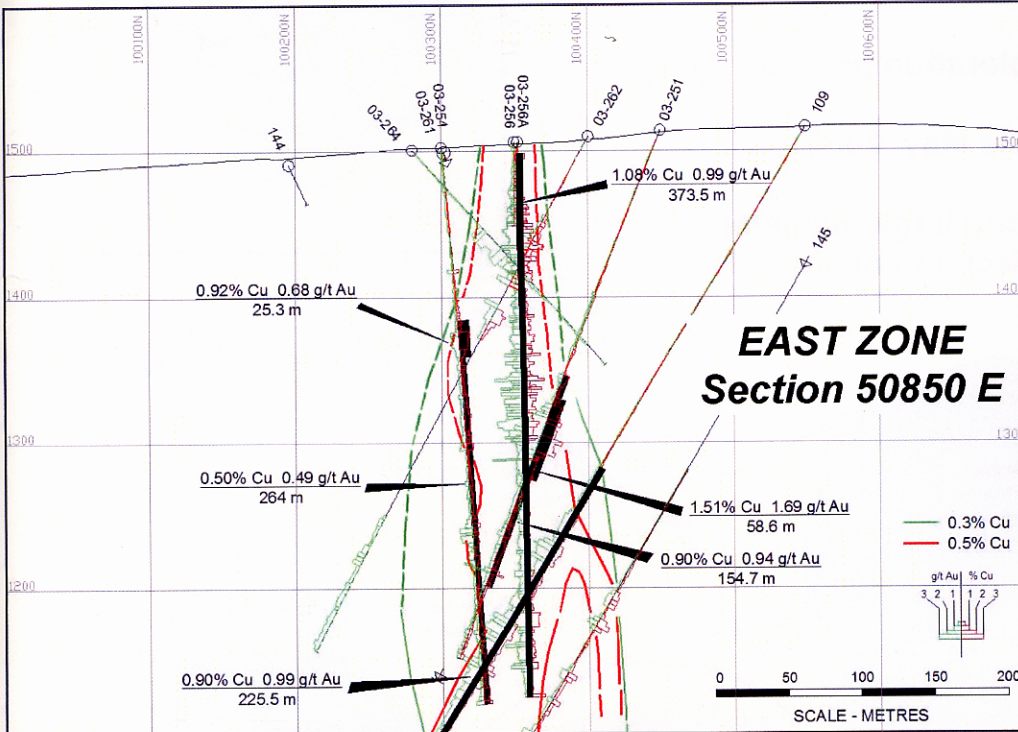 100100N
100200N
100300N
100400N
100500N
100600N
144
03-264
03-261
03-254
03-256
03-256A
03-262
03-251
109
145
1500
1500
1400
1400
1300
1300
1200
1.08% Cu 0.99 g/t Au
373.5 m
0.92% Cu 0.68 g/t Au
25.3 m
EAST ZONE
Section 50850 E
0.50% Cu 0.49 g/t Au
264 m
1.51% Cu 1.69 g/t Au
58.6 m
0.90% Cu 0.94 g/t Au
154.7 m
0.90% Cu 0.99 g/t Au
225.5 m
0.3% Cu
0.5% Cu
g/t Au % Cu
3 2 1 1 2 3
0 50 100 150 200
SCALE - METRES